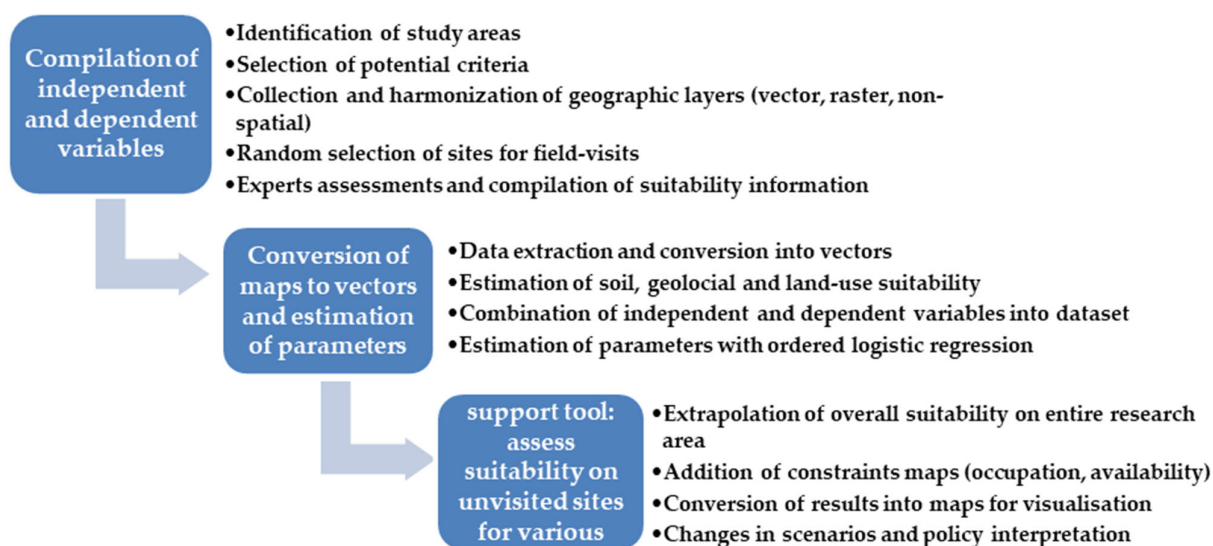 Compilation of
independent
and dependent
variables
•Identification of study areas
•Selection of potential criteria
•Collection and harmonization of geographic layers (vector, raster, non-
spatial)
•Random selection of sites for field-visits
•Experts assessments and compilation of suitability information
Conversion of
maps to vectors
and estimation
of parameters
•Data extraction and conversion into vectors
•Estimation of soil, geolocial and land-use suitability
•Combination of independent and dependent variables into dataset
•Estimation of parameters with ordered logistic regression
support tool:
assess
suitability on
unvisited sites
for various
•Extrapolation of overall suitability on entire research
area
•Addition of constraints maps (occupation, availability)
•Conversion of results into maps for visualisation
•Changes in scenarios and policy interpretation